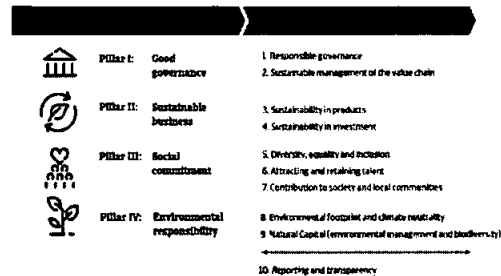 Pillar I: Good governance
1. Responsible governance
2. Sustainable management of the value chain
Pillar II: Sustainable business
3. Sustainability in products
4. Sustainability in investment
Pillar III: Social commitment
5. Diversity, equality and inclusion
6. Attracting and retaining talent
7. Contribution to society and local communities
Pillar IV: Environmental responsibility
8. Environmental footprint and climate neutrality
9. Natural Capital (environmental management and biodiversity)
10. Reporting and transparency